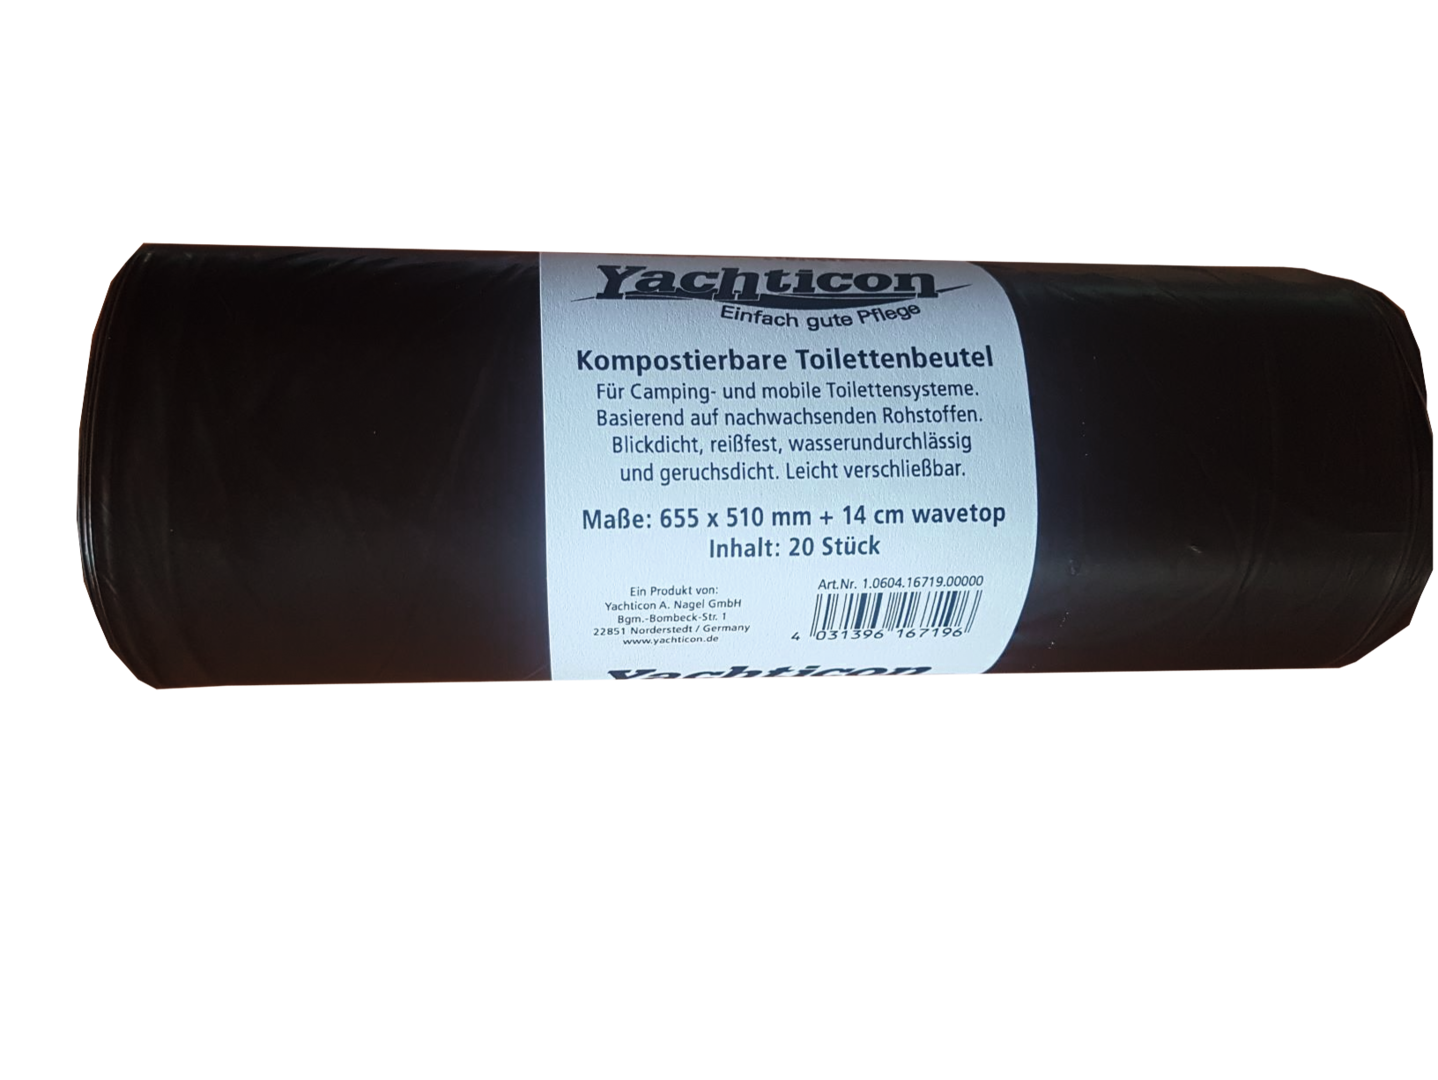 Yachticon
Einfach gute Pflege
Kompostierbare Toilettenbeutel
Für Camping- und mobile Toilettensysteme.
Basierend auf nachwachsenden Rohstoffen.
Blickdicht, reißfest, wasserundurchlässig
und geruchsdicht. Leicht verschließbar.
Maße: 655 x 510 mm + 14 cm wavetop
Inhalt: 20 Stück
Ein Produkt von:
Yachticon A. Nagel GmbH
Bgm.-Bombeck-Str. 1
22851 Norderstedt / Germany
www.yachticon.de
Art.Nr. 1.0604.16719.00000
4 031396 167196
Yachticon